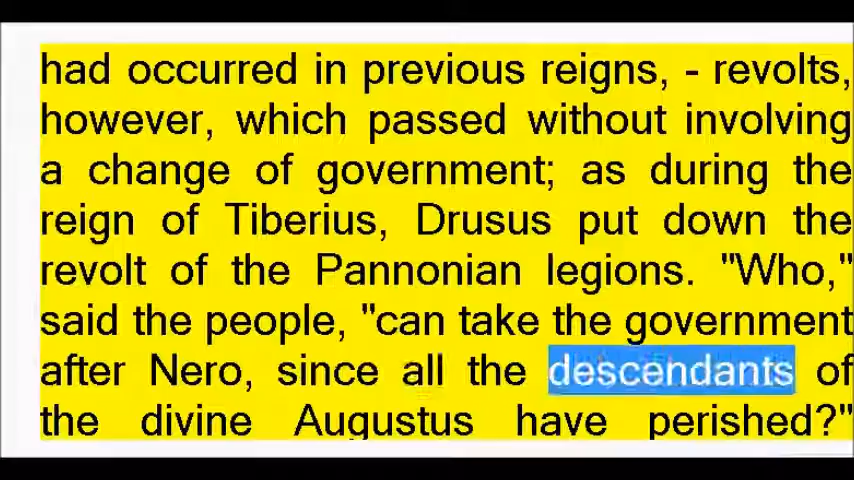 had occurred in previous reigns, - revolts,
however, which passed without involving
a change of government; as during the
reign of Tiberius, Drusus put down the
revolt of the Pannonian legions. "Who,"
said the people, "can take the government
after Nero, since all the descendants of
the divine Augustus have perished?"